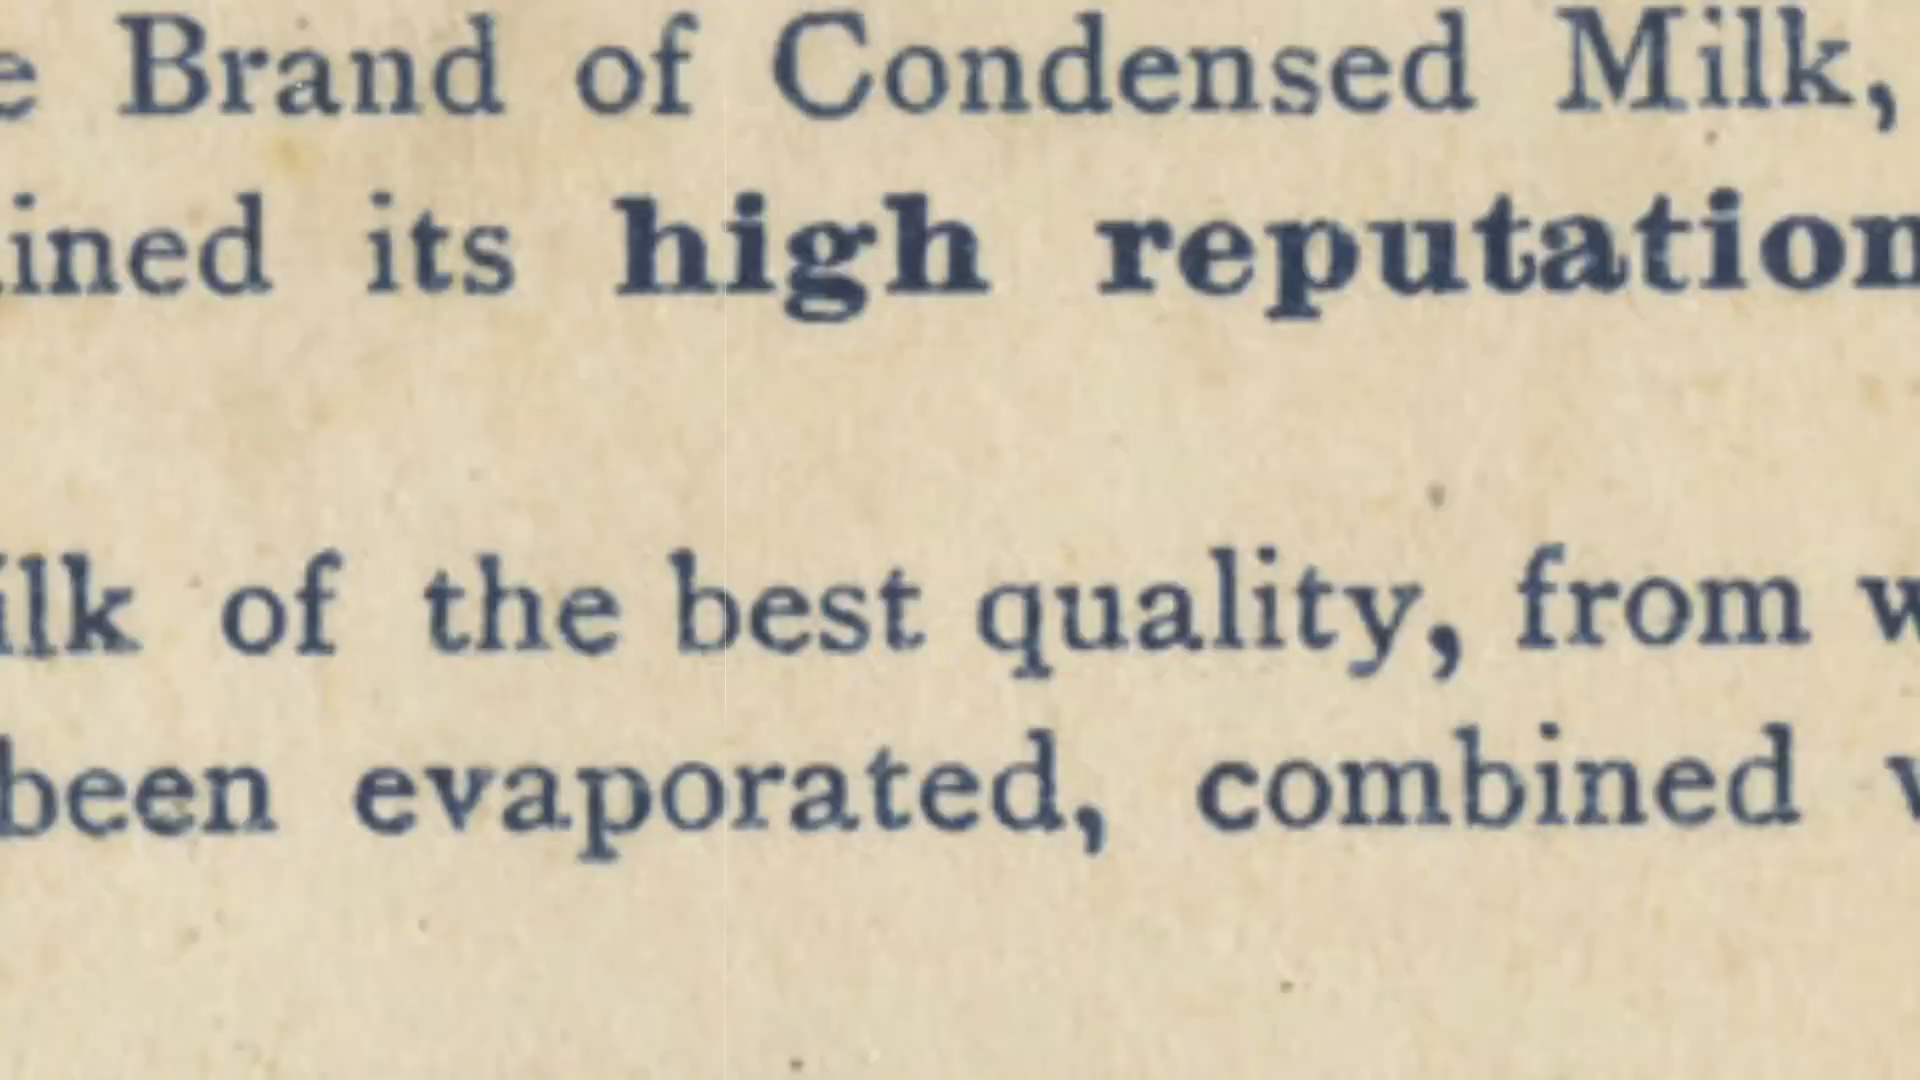 e Brand of Condensed Milk,
ined its high reputation
ilk of the best quality, from w
been evaporated, combined